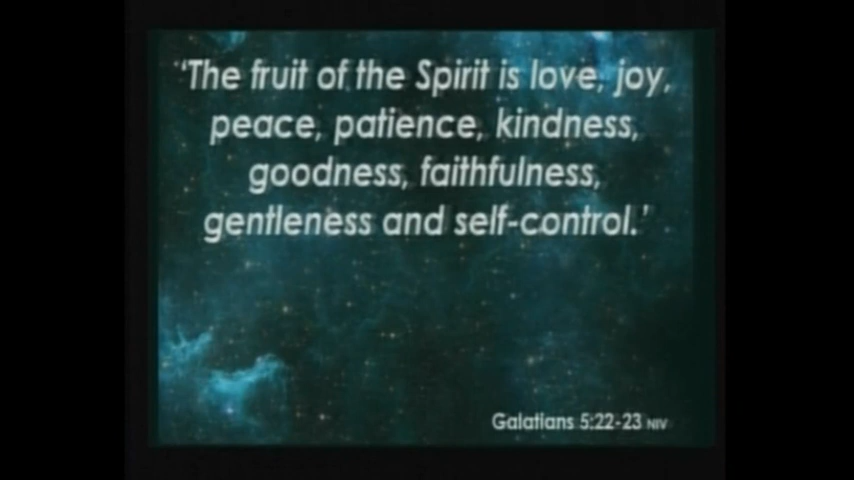 ‘The fruit of the Spirit is love, joy,
peace, patience, kindness,
goodness, faithfulness,
gentleness and self-control.’
Galatians 5:22-23 NIV